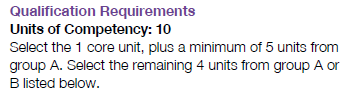 Qualification Requirements
Units of Competency: 10
Select the 1 core unit, plus a minimum of 5 units from
group A. Select the remaining 4 units from group A or
B listed below.